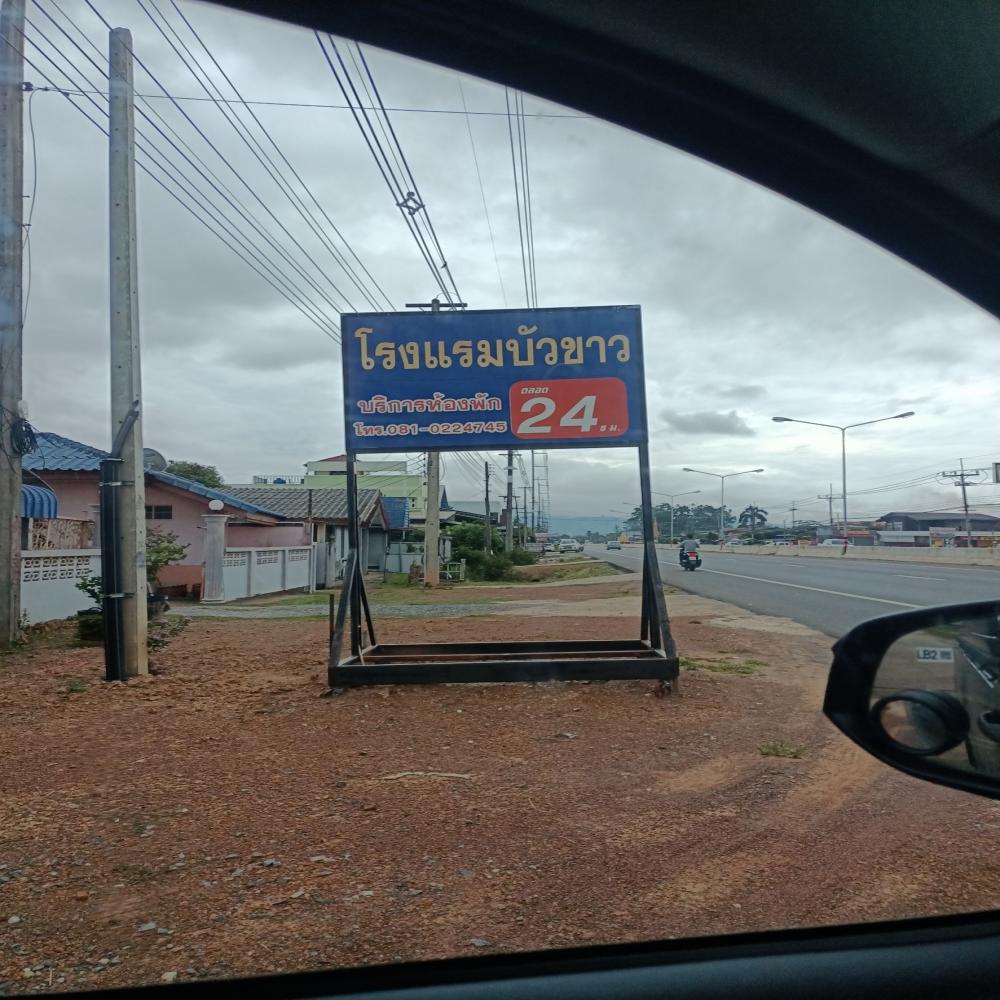 โรงแรมบัวขาว
บริการห้องพัก
โทร.081-0224745
ตลอด
24 ช ม.
LB2